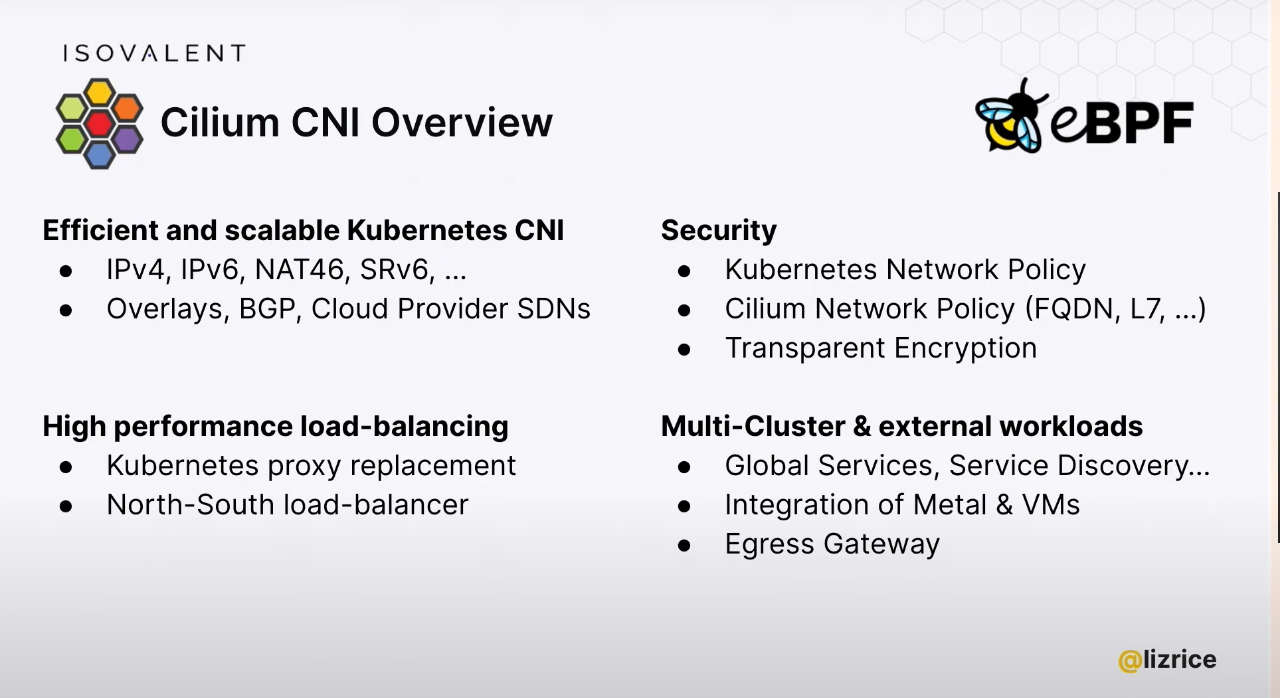 ISOVALENT
Cilium CNI Overview
eBPF
Efficient and scalable Kubernetes CNI
● IPv4, IPv6, NAT46, SRv6, ...
● Overlays, BGP, Cloud Provider SDNs
High performance load-balancing
● Kubernetes proxy replacement
● North-South load-balancer
Security
● Kubernetes Network Policy
● Cilium Network Policy (FQDN, L7, ...)
● Transparent Encryption
Multi-Cluster & external workloads
● Global Services, Service Discovery...
● Integration of Metal & VMs
● Egress Gateway
@lizrice